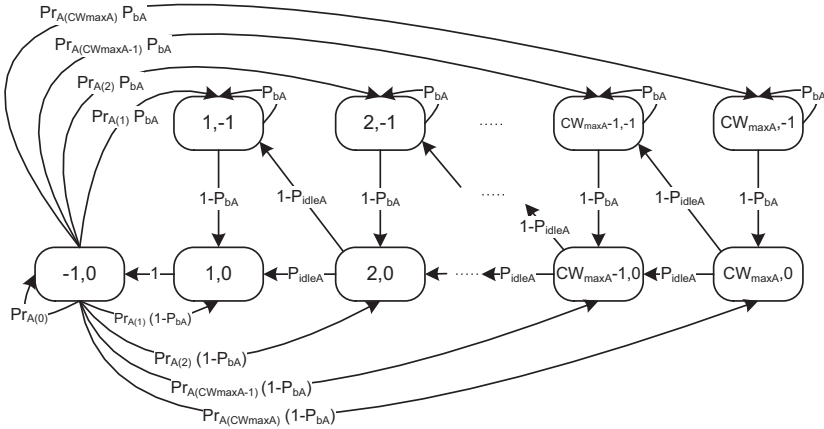 Pr_A(CWmaxA) P_bA
Pr_A(CWmaxA-1) P_bA
Pr_A(2) P_bA
Pr_A(1) P_bA
P_bA P_bA P_bA P_bA
1,-1 2,-1 ..... CW_maxA-1,-1 CW_maxA,-1
1-P_bA 1-P_idleA 1-P_bA ..... 1-P_bA 1-P_idleA 1-P_bA
1-P_idleA
-1,0 1 1,0 P_idleA 2,0 ..... P_idleA CW_maxA-1,0 P_idleA CW_maxA,0
Pr_A(0) Pr_A(1) (1-P_bA)
Pr_A(2) (1-P_bA)
Pr_A(CWmaxA-1) (1-P_bA)
Pr_A(CWmaxA) (1-P_bA)